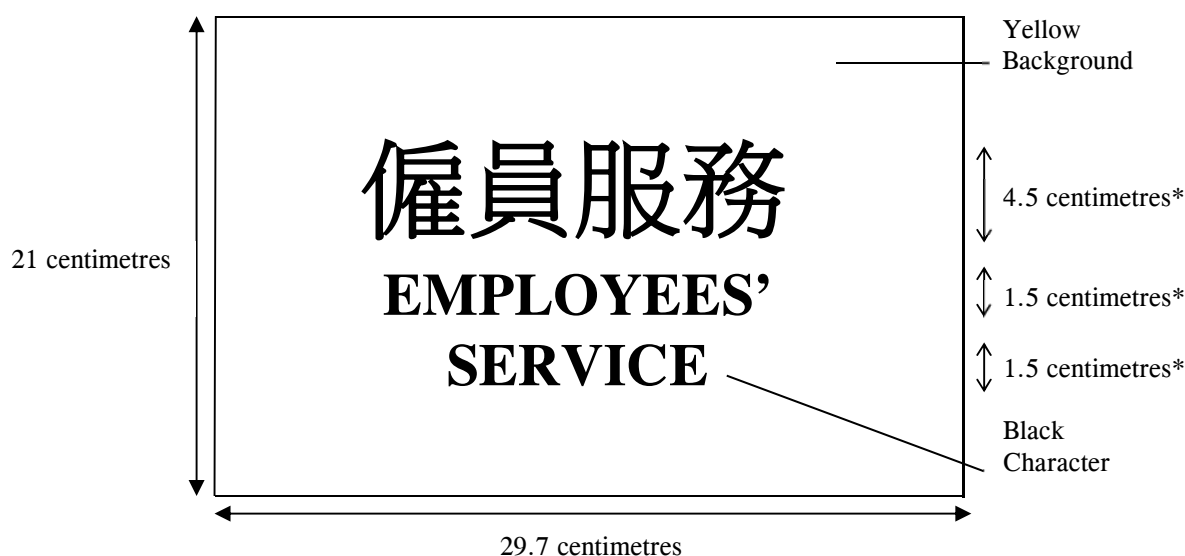 Yellow
Background
僱員服務
4.5 centimetres*
21 centimetres
EMPLOYEES’
1.5 centimetres*
SERVICE
1.5 centimetres*
Black
Character
29.7 centimetres